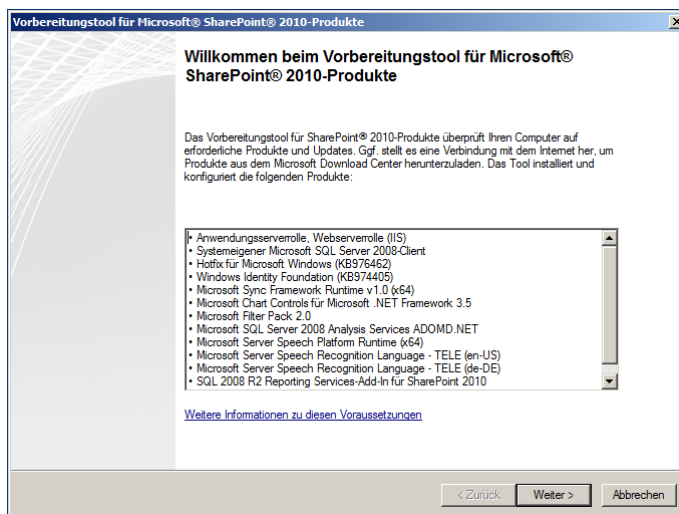 Vorbereitungstool für Microsoft® SharePoint® 2010-Produkte
Willkommen beim Vorbereitungstool für Microsoft®
SharePoint® 2010-Produkte
Das Vorbereitungstool für SharePoint® 2010-Produkte überprüft Ihren Computer auf
erforderliche Produkte und Updates. Ggf. stellt es eine Verbindung mit dem Internet her, um
Produkte aus dem Microsoft Download Center herunterzuladen. Das Tool installiert und
konfiguriert die folgenden Produkte:
• Anwendungsserverrolle, Webserverrolle (IIS)
• Systemeigener Microsoft SQL Server 2008-Client
• Hotfix für Microsoft Windows (KB976462)
• Windows Identity Foundation (KB974405)
• Microsoft Sync Framework Runtime v1.0 (x64)
• Microsoft Chart Controls für Microsoft .NET Framework 3.5
• Microsoft Filter Pack 2.0
• Microsoft SQL Server 2008 Analysis Services ADOMD.NET
• Microsoft Server Speech Platform Runtime (x64)
• Microsoft Server Speech Recognition Language - TELE (en-US)
• Microsoft Server Speech Recognition Language - TELE (de-DE)
• SQL 2008 R2 Reporting Services-Add-In für SharePoint 2010
Weitere Informationen zu diesen Voraussetzungen
< Zurück Weiter > Abbrechen